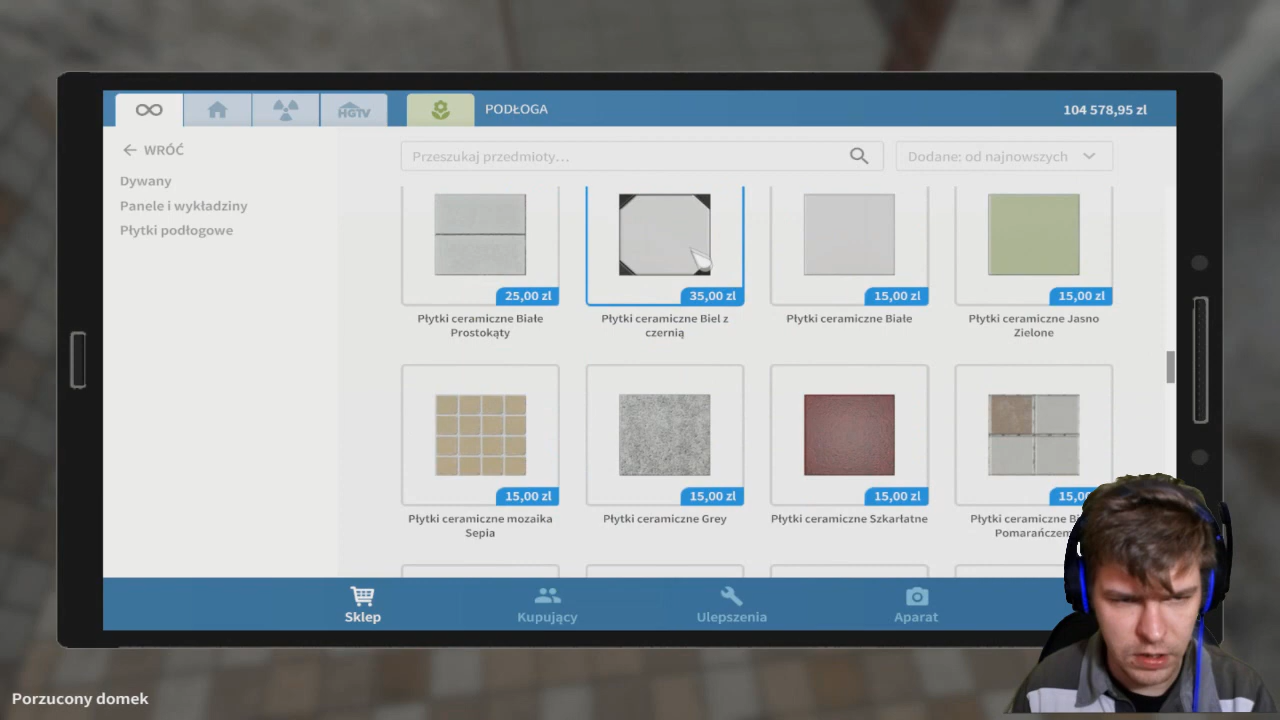 HGTV
PODŁOGA
104 578,95 zl
WRÓĆ
Przeszukaj przedmioty...
Dodane: od najnowszych
Dywany
Panele i wykładziny
Płytki podłogowe
25,00 zl
35,00 zl
15,00 zl
15,00 zl
Płytki ceramiczne Białe
Prostokąty
Płytki ceramiczne Biel z
czernią
Płytki ceramiczne Białe
Płytki ceramiczne Jasno
Zielone
15,00 zl
15,00 zl
15,00 zl
Płytki ceramiczne mozaika
Sepia
Płytki ceramiczne Grey
Płytki ceramiczne Szkarłatne
Płytki ceramiczne
Sklep
Kupujący
Ulepszenia
Aparat
Porzucony domek